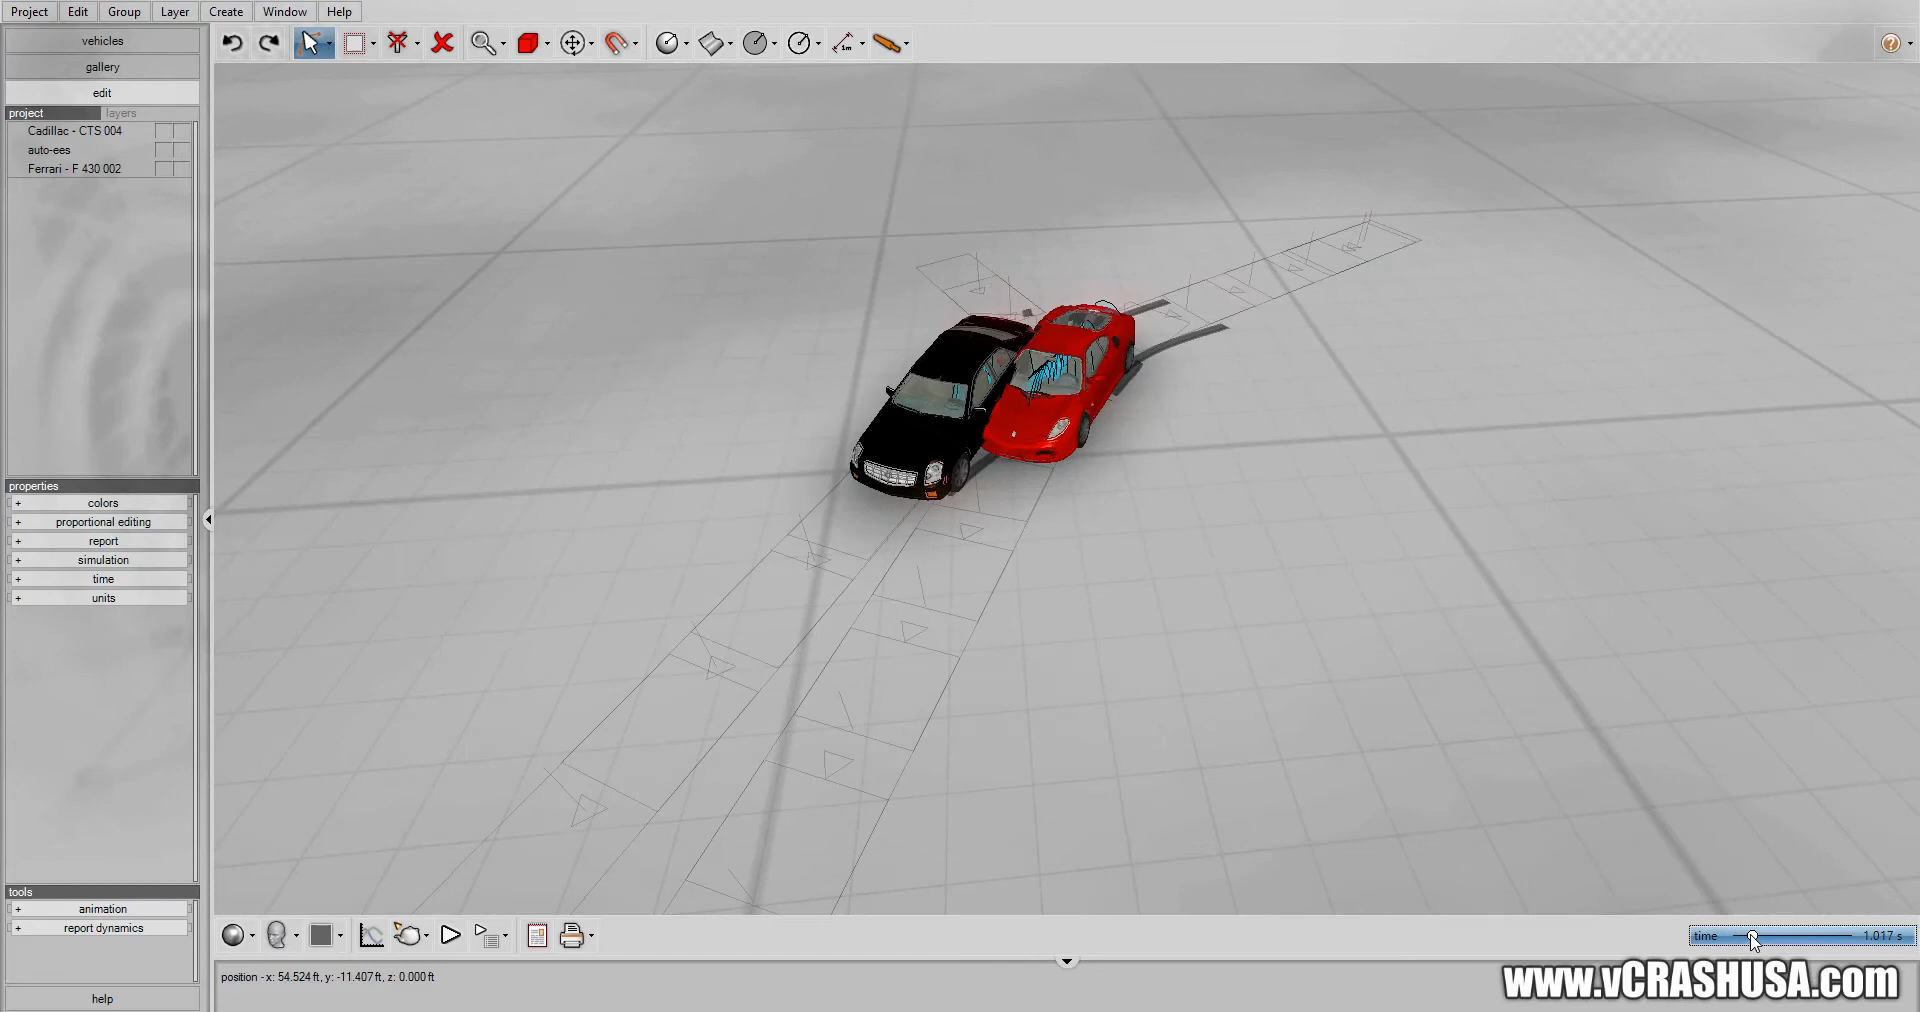 Project Edit Group Layer Create Window Help
vehicles
gallery
edit
project layers
Cadillac - CTS 004
auto-ees
Ferrari - F 430 002
properties
+ colors
+ proportional editing
+ report
+ simulation
+ time
+ units
tools
+ animation
+ report dynamics
help
1m
?
time 1.017 s
position - x: 54.524 ft, y: -11.407 ft, z: 0.000 ft
www.vCRASHUSA.com